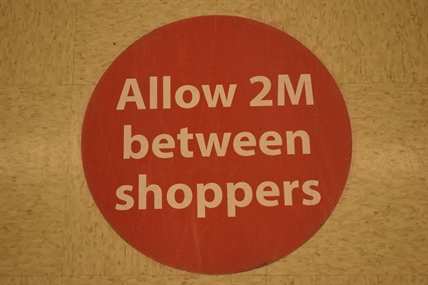 Allow 2M
between
shoppers